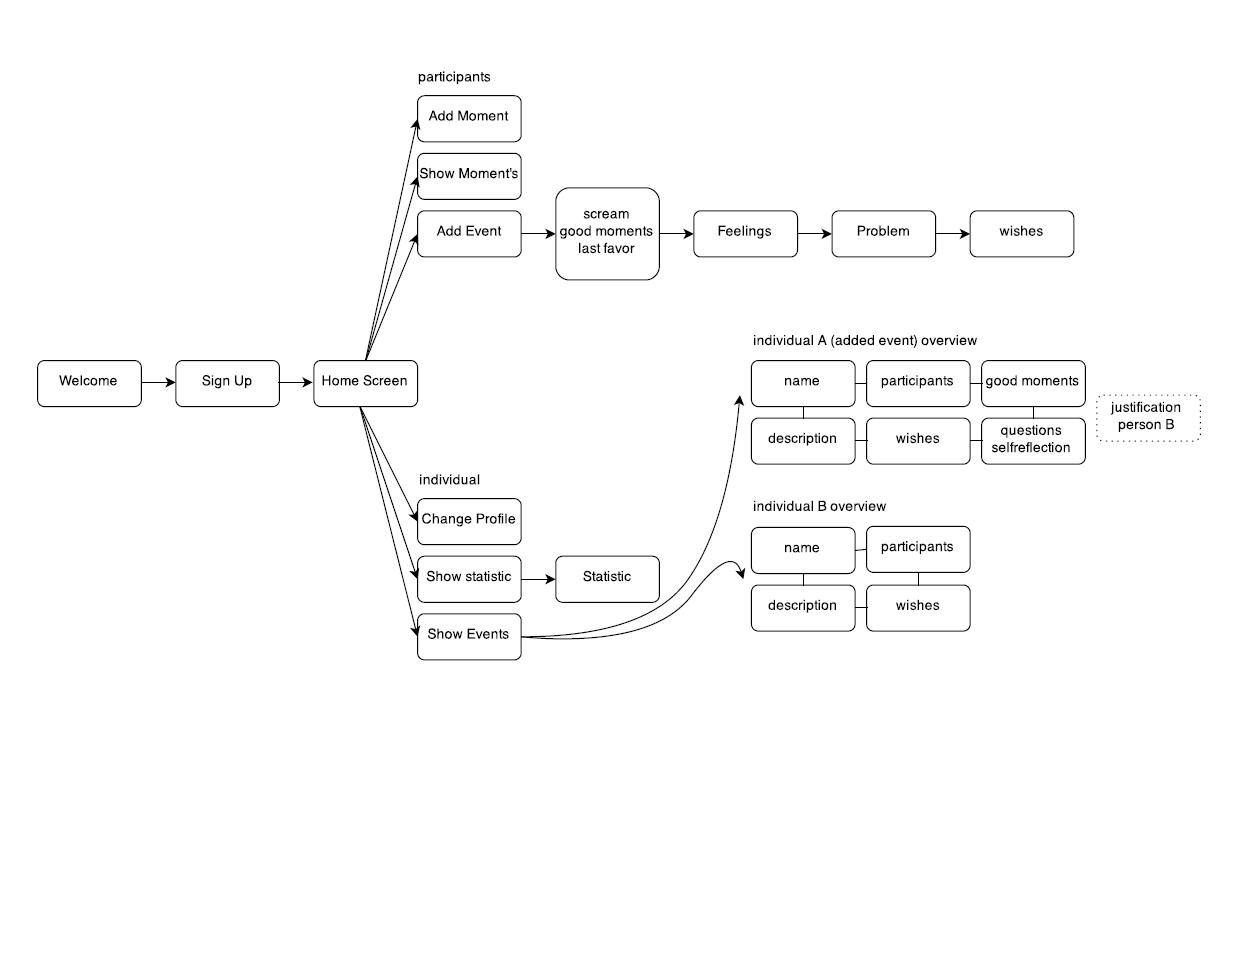 participants
Add Moment
Show Moment's
Add Event
scream
good moments
last favor
Feelings
Problem
wishes
Welcome
Sign Up
Home Screen
individual A (added event) overview
name
participants
good moments
description
wishes
questions
selfreflection
justification
person B
individual
Change Profile
Show statistic
Statistic
Show Events
individual B overview
name
participants
description
wishes